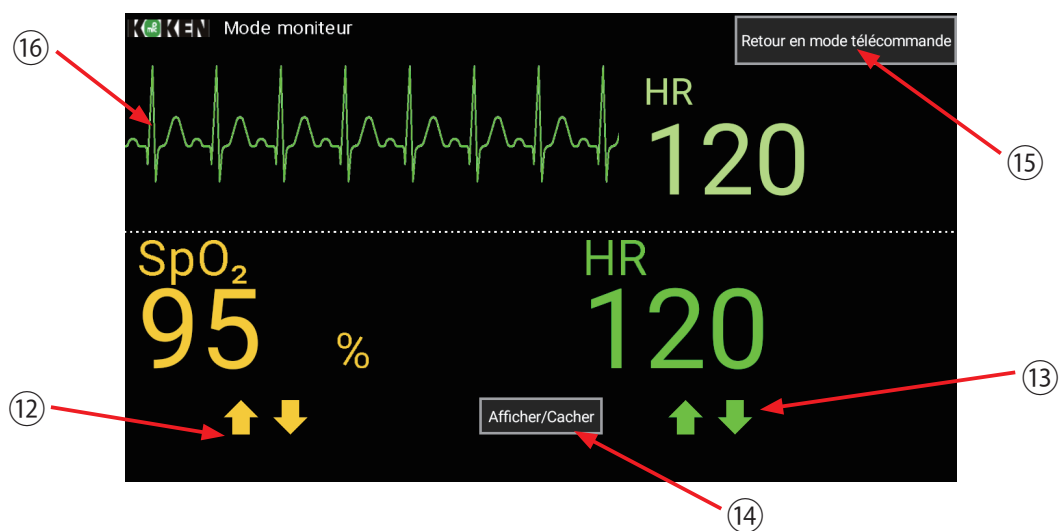 KOKEN Mode moniteur
Retour en mode télécommande
⑯
HR
120
⑮
SpO₂
95
%
HR
120
⑬
⑫
Afficher/Cacher
⑭